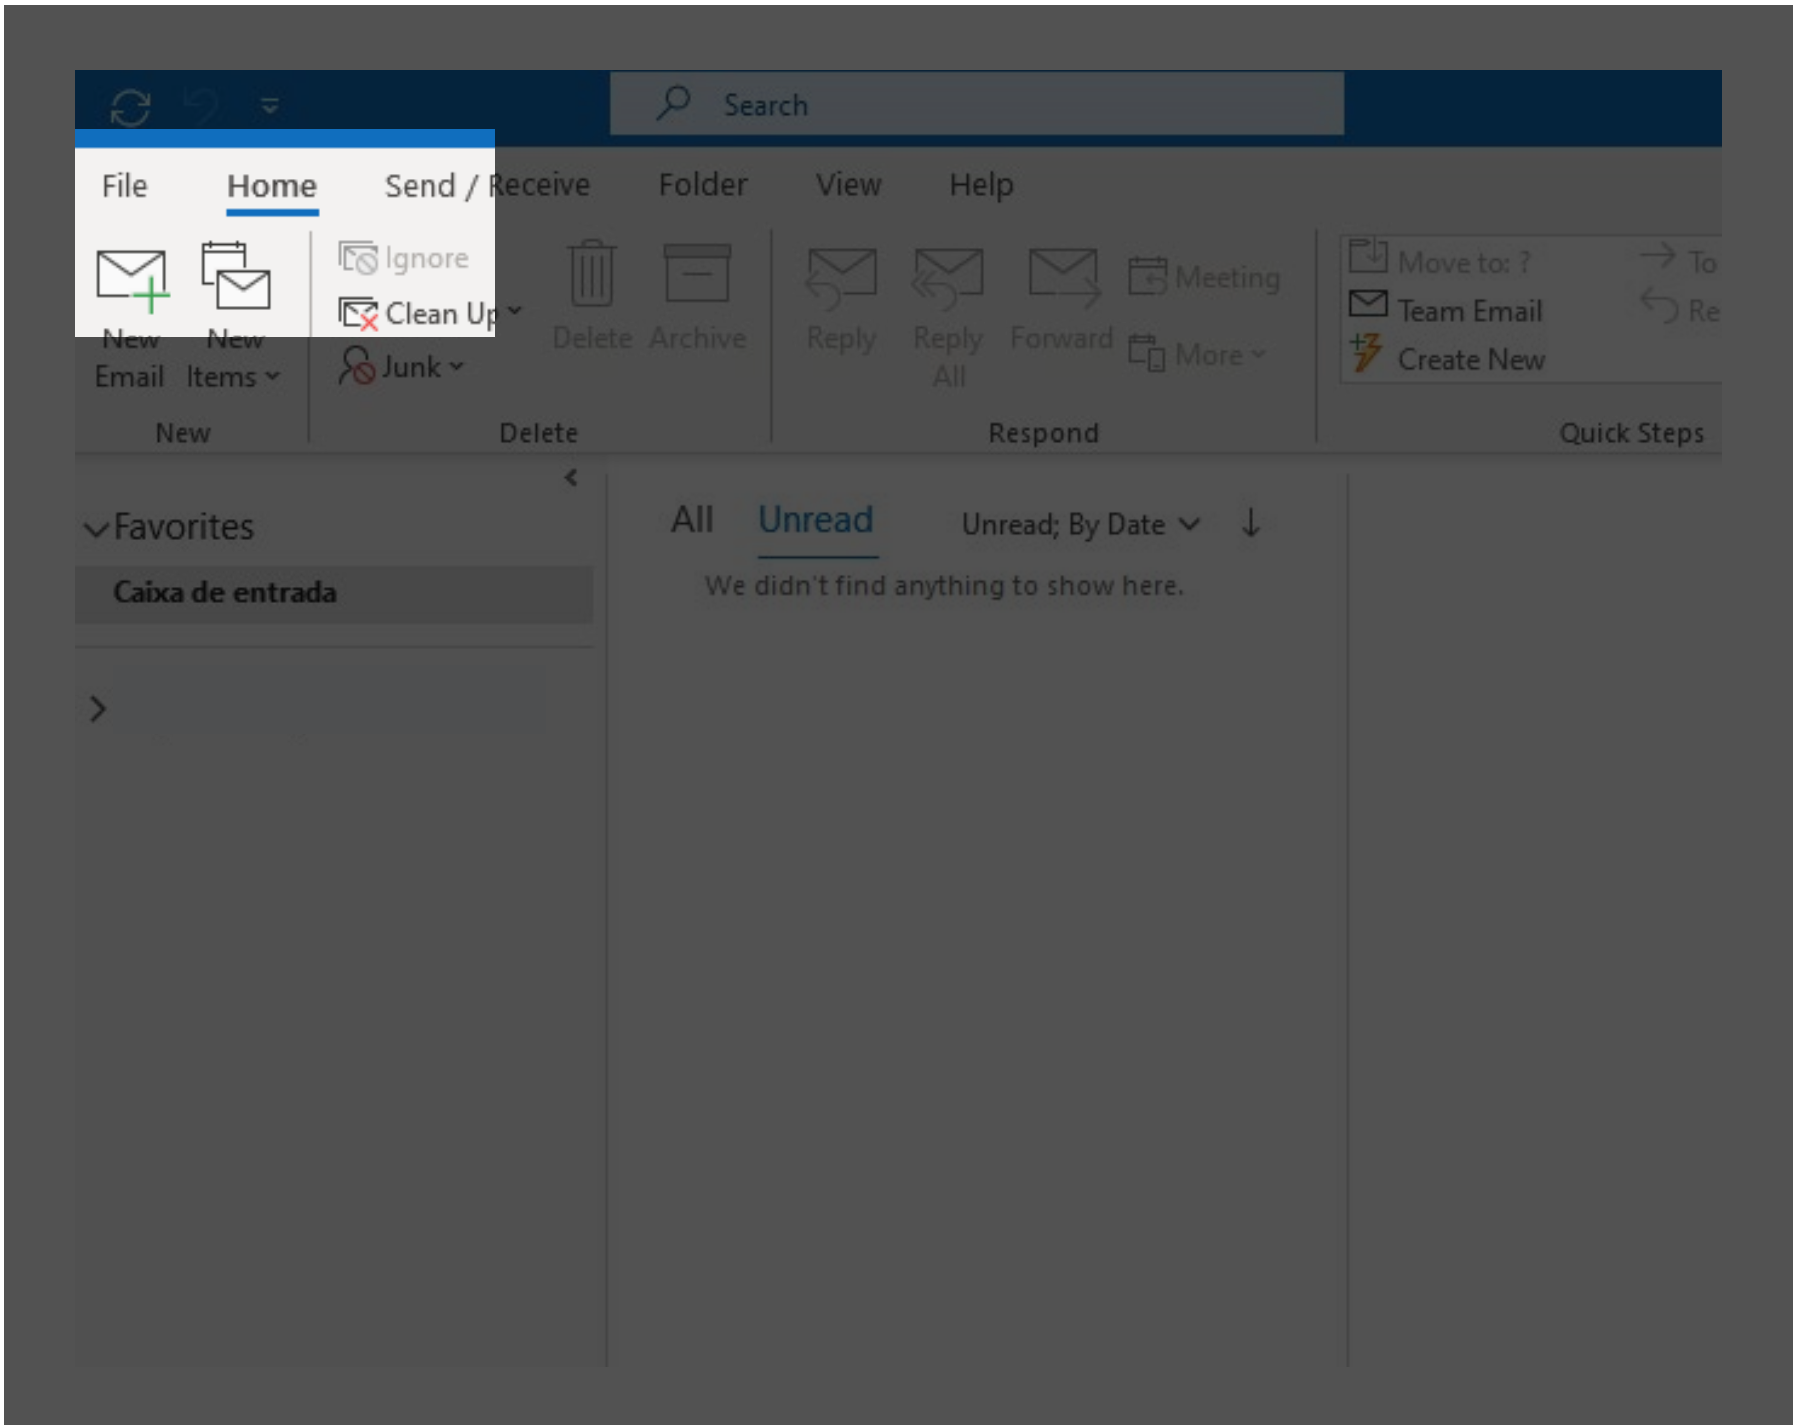 Search
File Home Send / Receive Folder View Help
Ignore
Clean Up
Junk
New Email
New Items
Delete
Archive
Reply
Reply All
Forward
Meeting
More
Move to: ?
Team Email
Create New
To
Re
New Delete Respond Quick Steps
Favorites
Caixa de entrada
All Unread Unread; By Date
We didn't find anything to show here.